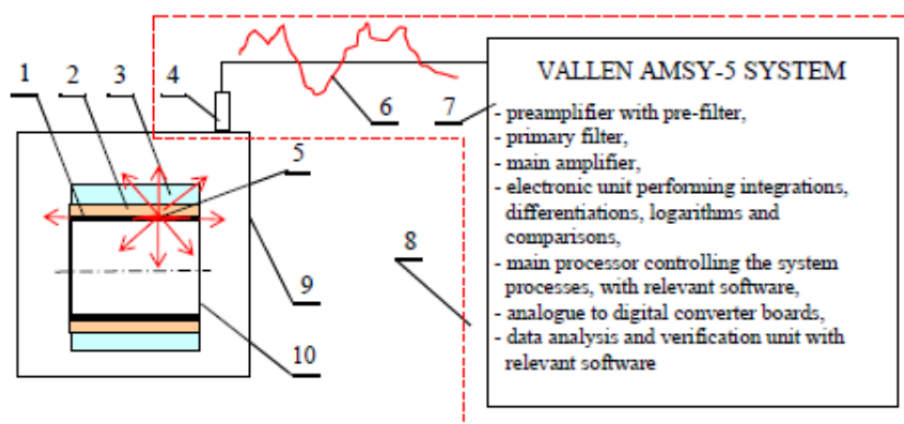 1 2 3 4
5
6 7
8
9
10
VALLEN AMSY-5 SYSTEM
- preamplifier with pre-filter,
- primary filter,
- main amplifier,
- electronic unit performing integrations,
differentiations, logarithms and
comparisons,
- main processor controlling the system
processes, with relevant software,
- analogue to digital converter boards,
- data analysis and verification unit with
relevant software